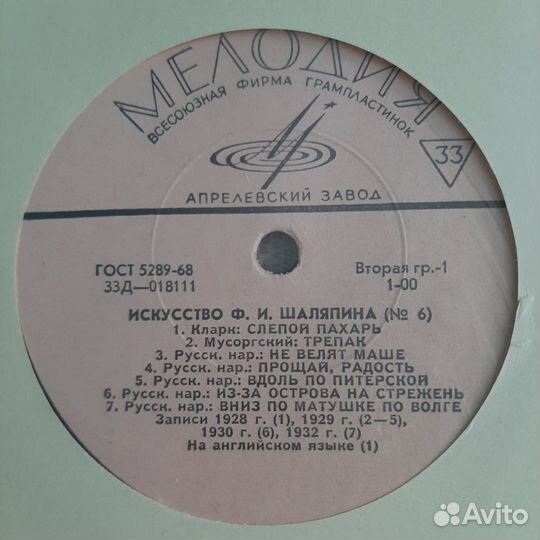 МЕЛОДИЯ
ВСЕСОЮЗНАЯ ФИРМА ГРАМПЛАСТИНОК
33
АПРЕЛЕВСКИЙ ЗАВОД
ГОСТ 5289-68
Вторая гр.-1
33Д—018111
1-00
ИСКУССТВО Ф. И. ШАЛЯПИНА (№ 6)
1. Кларк: СЛЕПОЙ ПАХАРЬ
2. Мусоргский: ТРЕПАК
3. Русск. нар.: НЕ ВЕЛЯТ МАШЕ
4. Русск. нар.: ПРОЩАЙ, РАДОСТЬ
5. Русск. нар.: ВДОЛЬ ПО ПИТЕРСКОЙ
6. Русск. нар.: ИЗ-ЗА ОСТРОВА НА СТРЕЖЕНЬ
7. Русск. нар.: ВНИЗ ПО МАТУШКЕ ПО ВОЛГЕ
Записи 1928 г. (1), 1929 г. (2—5),
1930 г. (6), 1932 г. (7)
На английском языке (1)
Avito